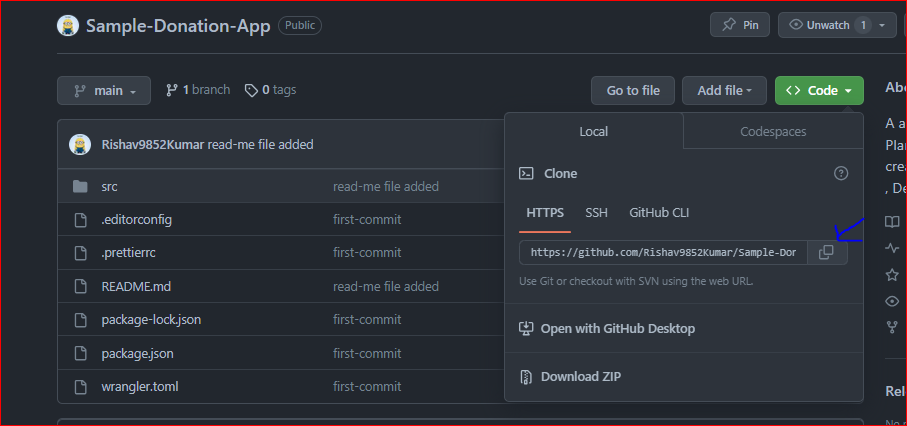 Sample-Donation-App Public
Pin
Unwatch 1
main
1 branch
0 tags
Go to file
Add file
Code
Rishav9852Kumar read-me file added
src read-me file added
.editorconfig first-commit
.prettierrc first-commit
README.md read-me file added
package-lock.json first-commit
package.json first-commit
wrangler.toml first-commit
Local
Codespaces
Clone
HTTPS
SSH
GitHub CLI
https://github.com/Rishav9852Kumar/Sample-Don
Use Git or checkout with SVN using the web URL.
Open with GitHub Desktop
Download ZIP
Abo
A a
Plar
crea
, De
Rel